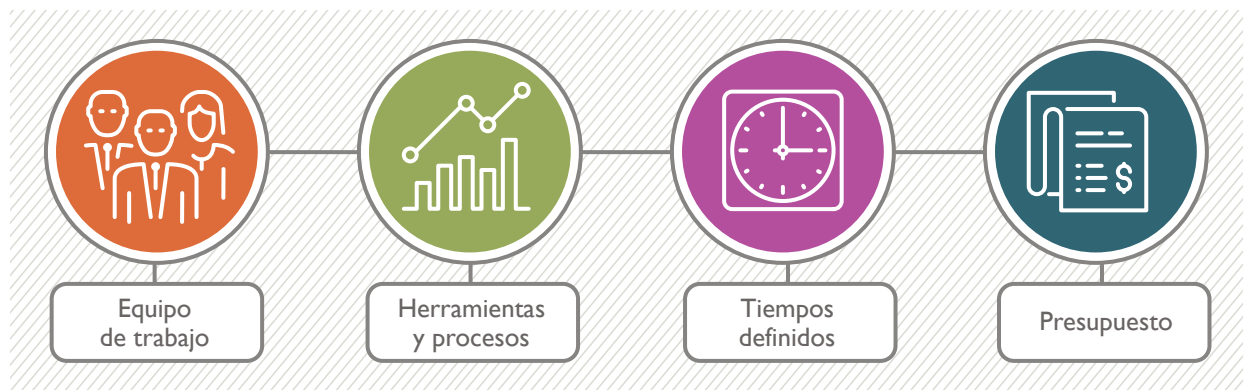 Equipo
de trabajo
Herramientas
y procesos
Tiempos
definidos
Presupuesto
$